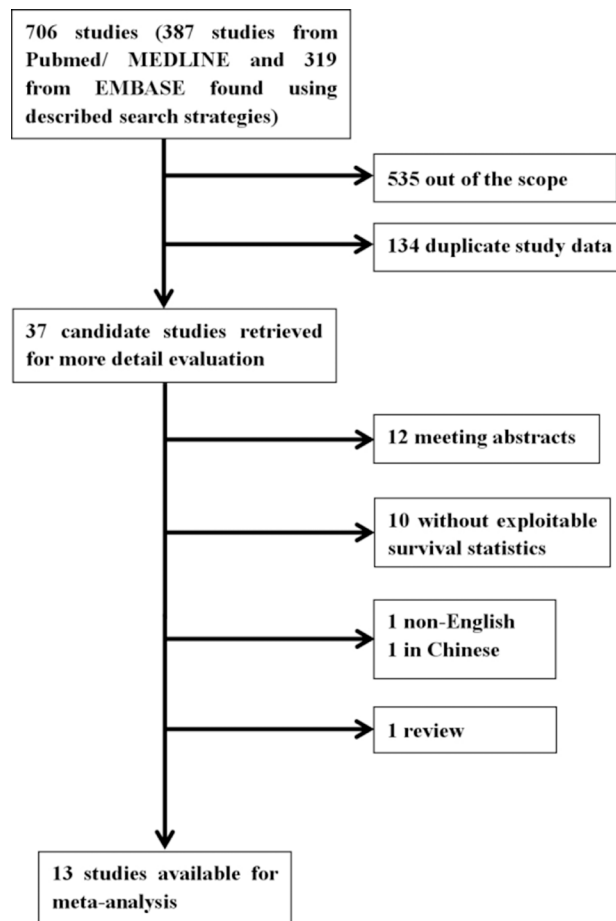 706 studies (387 studies from
Pubmed/ MEDLINE and 319
from EMBASE found using
described search strategies)
535 out of the scope
134 duplicate study data
37 candidate studies retrieved
for more detail evaluation
12 meeting abstracts
10 without exploitable
survival statistics
1 non-English
1 in Chinese
1 review
13 studies available for
meta-analysis